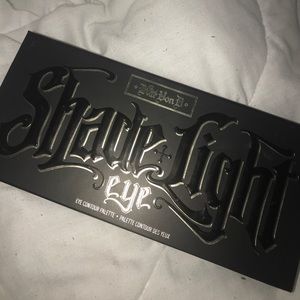 Kat Von D
Shade+Light
eye
EYE CONTOUR PALETTE • PALETTE CONTOUR DES YEUX